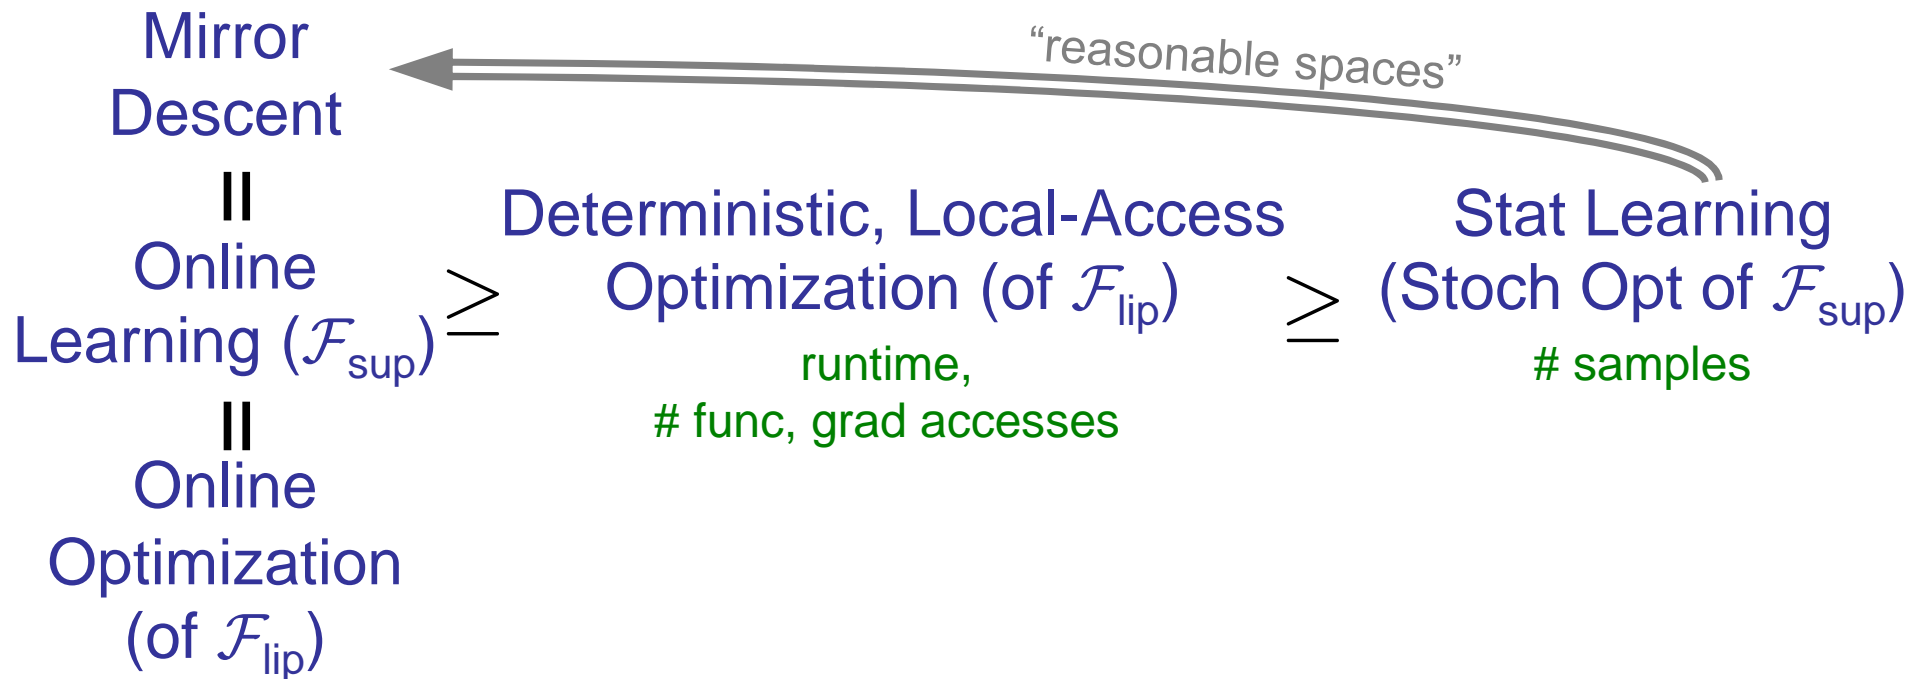 Mirror
Descent
=
Online
Learning (ℱsup)
=
Online
Optimization
(of ℱlip)
≥
Deterministic, Local-Access
Optimization (of ℱlip)
runtime,
# func, grad accesses
≥
Stat Learning
(Stoch Opt of ℱsup)
# samples
“reasonable spaces”